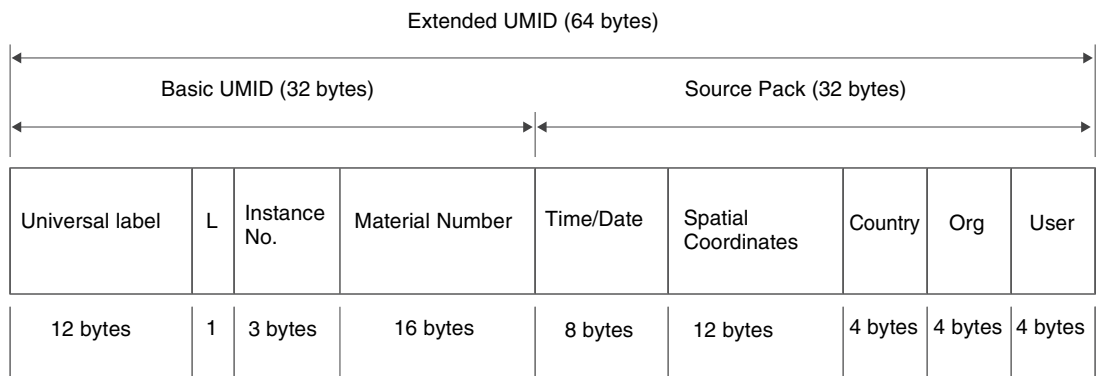 Extended UMID (64 bytes)
Basic UMID (32 bytes) Source Pack (32 bytes)
Universal label L Instance No. Material Number Time/Date Spatial Coordinates Country Org User
12 bytes 1 3 bytes 16 bytes 8 bytes 12 bytes 4 bytes 4 bytes 4 bytes